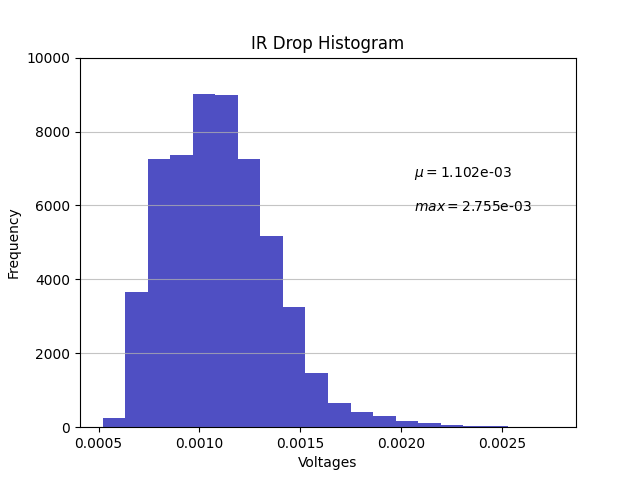 IR Drop Histogram
10000
8000
6000
4000
2000
0
Frequency
μ = 1.102e-03
max = 2.755e-03
0.0005 0.0010 0.0015 0.0020 0.0025
Voltages